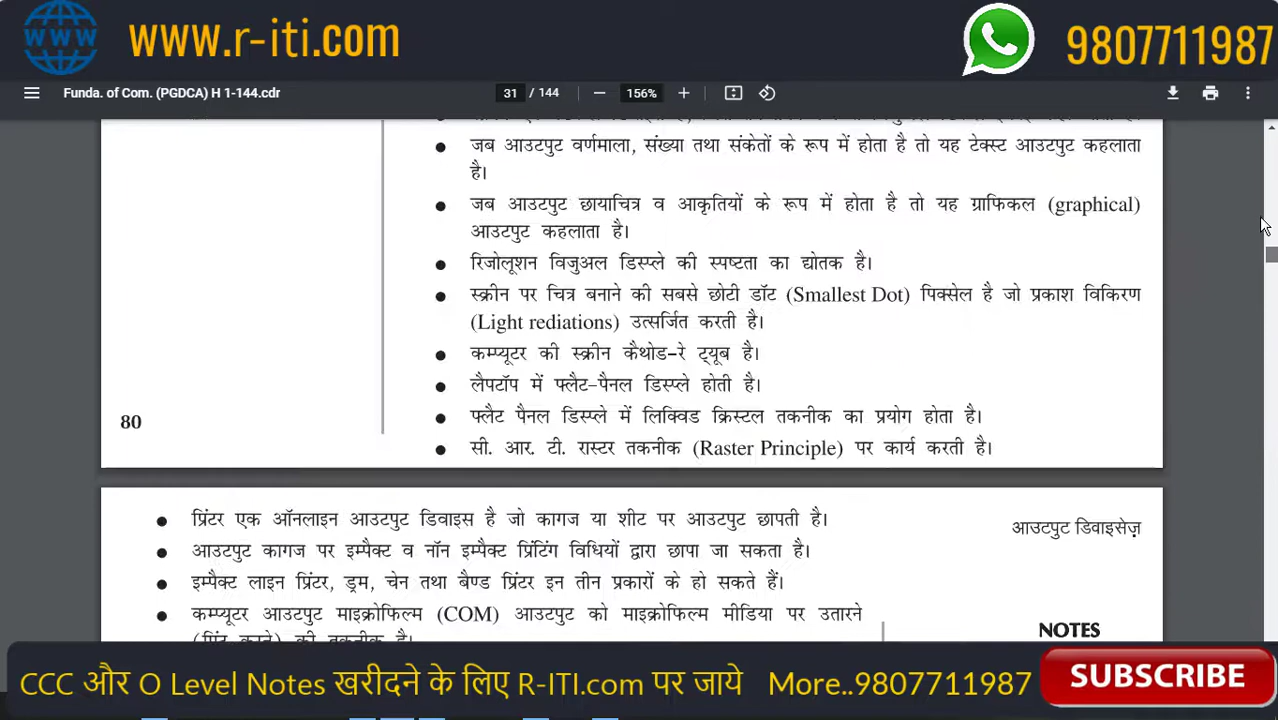 www.r-iti.com
9807711987
WWW
Funda. of Com. (PGDCA) H 1-144.cdr
31 / 144
156%
जब आउटपुट वर्णमाला, संख्या तथा संकेतों के रूप में होता है तो यह टेक्स्ट आउटपुट कहलाता
है।
जब आउटपुट छायाचित्र व आकृतियों के रूप में होता है तो यह ग्राफिकल (graphical)
आउटपुट कहलाता है।
रिजोलूशन विजुअल डिस्प्ले की स्पष्टता का द्योतक है।
स्क्रीन पर चित्र बनाने की सबसे छोटी डॉट (Smallest Dot) पिक्सेल है जो प्रकाश विकिरण
(Light rediations) उत्सर्जित करती है।
कम्प्यूटर की स्क्रीन कैथोड-रे ट्यूब है।
लैपटॉप में फ्लैट-पैनल डिस्प्ले होती है।
फ्लैट पैनल डिस्प्ले में लिक्विड क्रिस्टल तकनीक का प्रयोग होता है।
80
सी. आर. टी. रास्टर तकनीक (Raster Principle) पर कार्य करती है।
प्रिंटर एक ऑनलाइन आउटपुट डिवाइस है जो कागज या शीट पर आउटपुट छापती है।
आउटपुट डिवाइसेज़
आउटपुट कागज पर इम्पैक्ट व नॉन इम्पैक्ट प्रिंटिंग विधियों द्वारा छापा जा सकता है।
इम्पैक्ट लाइन प्रिंटर, ड्रम, चेन तथा बैण्ड प्रिंटर इन तीन प्रकारों के हो सकते हैं।
कम्प्यूटर आउटपुट माइक्रोफिल्म (COM) आउटपुट को माइक्रोफिल्म मीडिया पर उतारने
NOTES
CCC और O Level Notes खरीदने के लिए R-ITI.com पर जाये More..9807711987
SUBSCRIBE